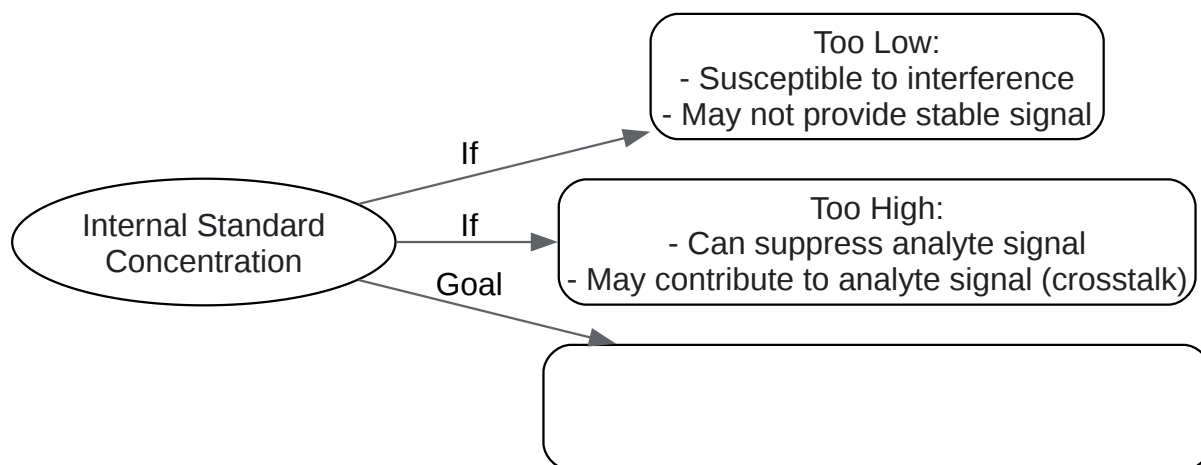 Too Low:
- Susceptible to interference
- May not provide stable signal
If
Internal Standard
Concentration
If
Too High:
- Can suppress analyte signal
- May contribute to analyte signal (crosstalk)
Goal